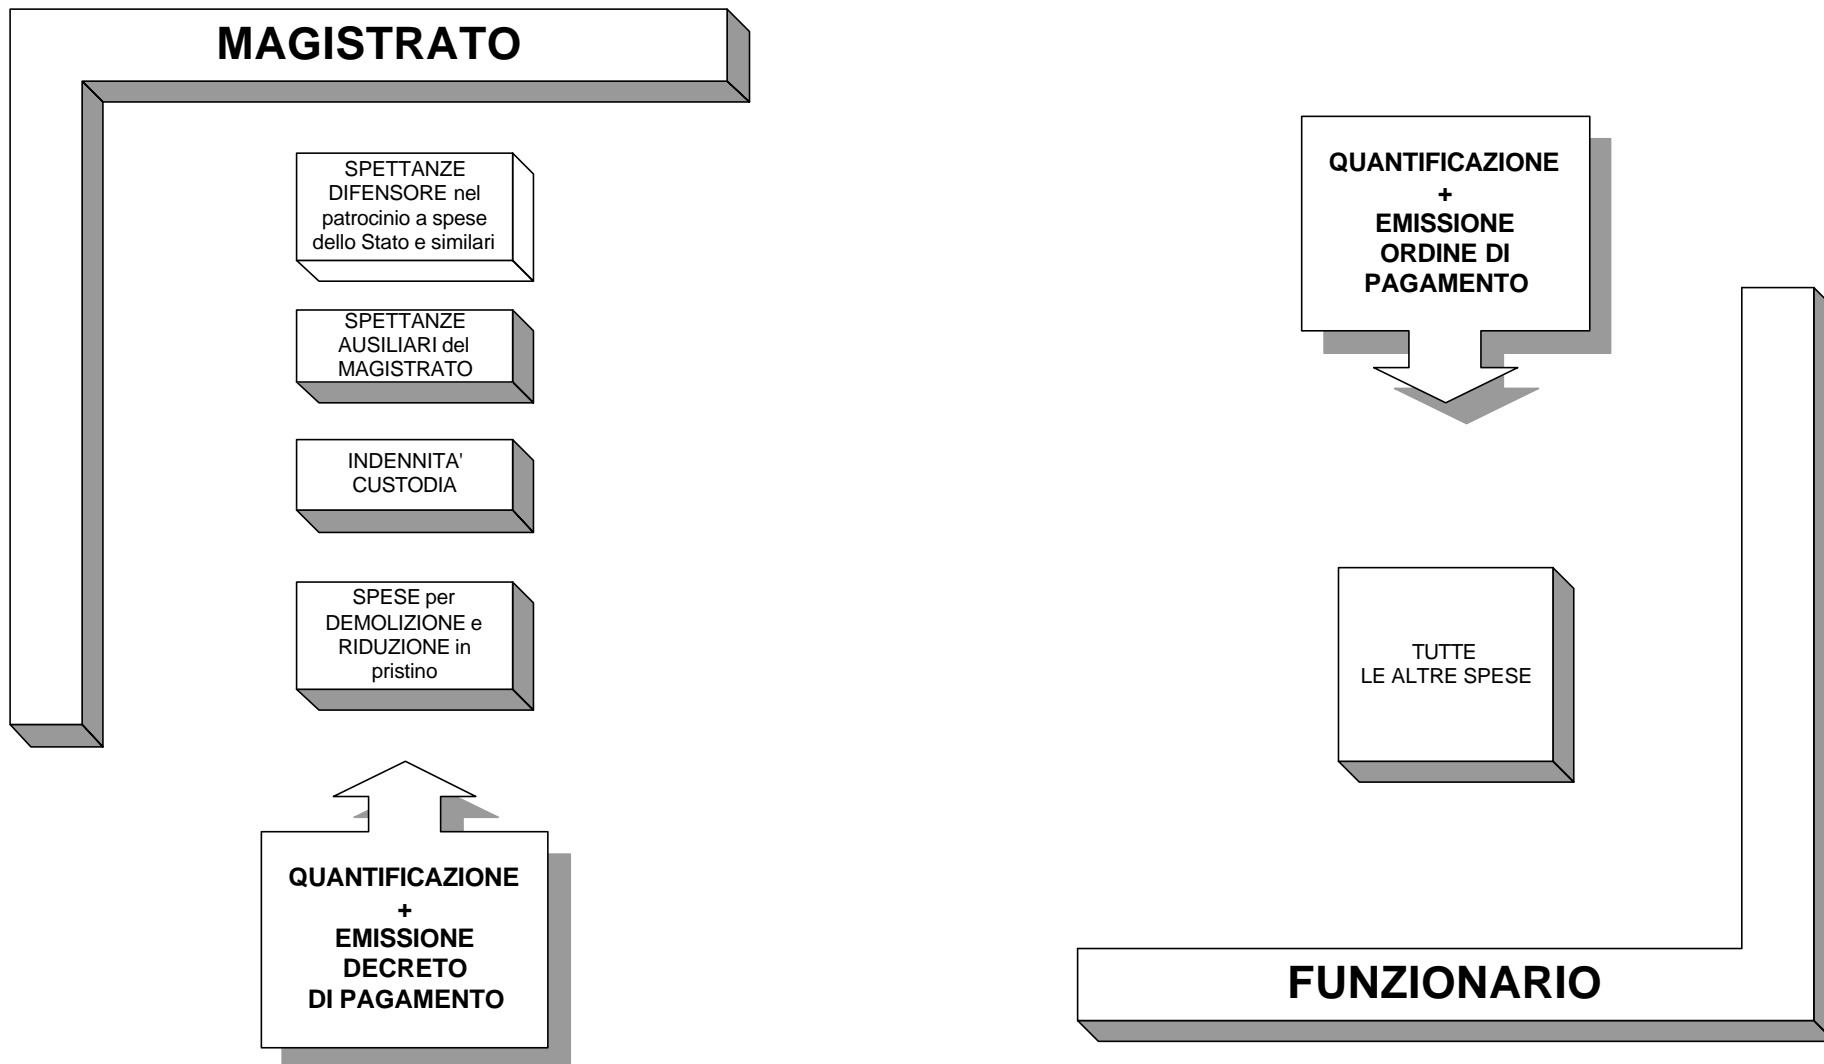 MAGISTRATO
SPETTANZE
DIFENSORE nel
patrocinio a spese
dello Stato e similari
SPETTANZE
AUSILIARI del
MAGISTRATO
INDENNITA'
CUSTODIA
SPESE per
DEMOLIZIONE e
RIDUZIONE in
pristino
QUANTIFICAZIONE
+
EMISSIONE
DECRETO
DI PAGAMENTO
QUANTIFICAZIONE
+
EMISSIONE
ORDINE DI
PAGAMENTO
TUTTE
LE ALTRE SPESE
FUNZIONARIO